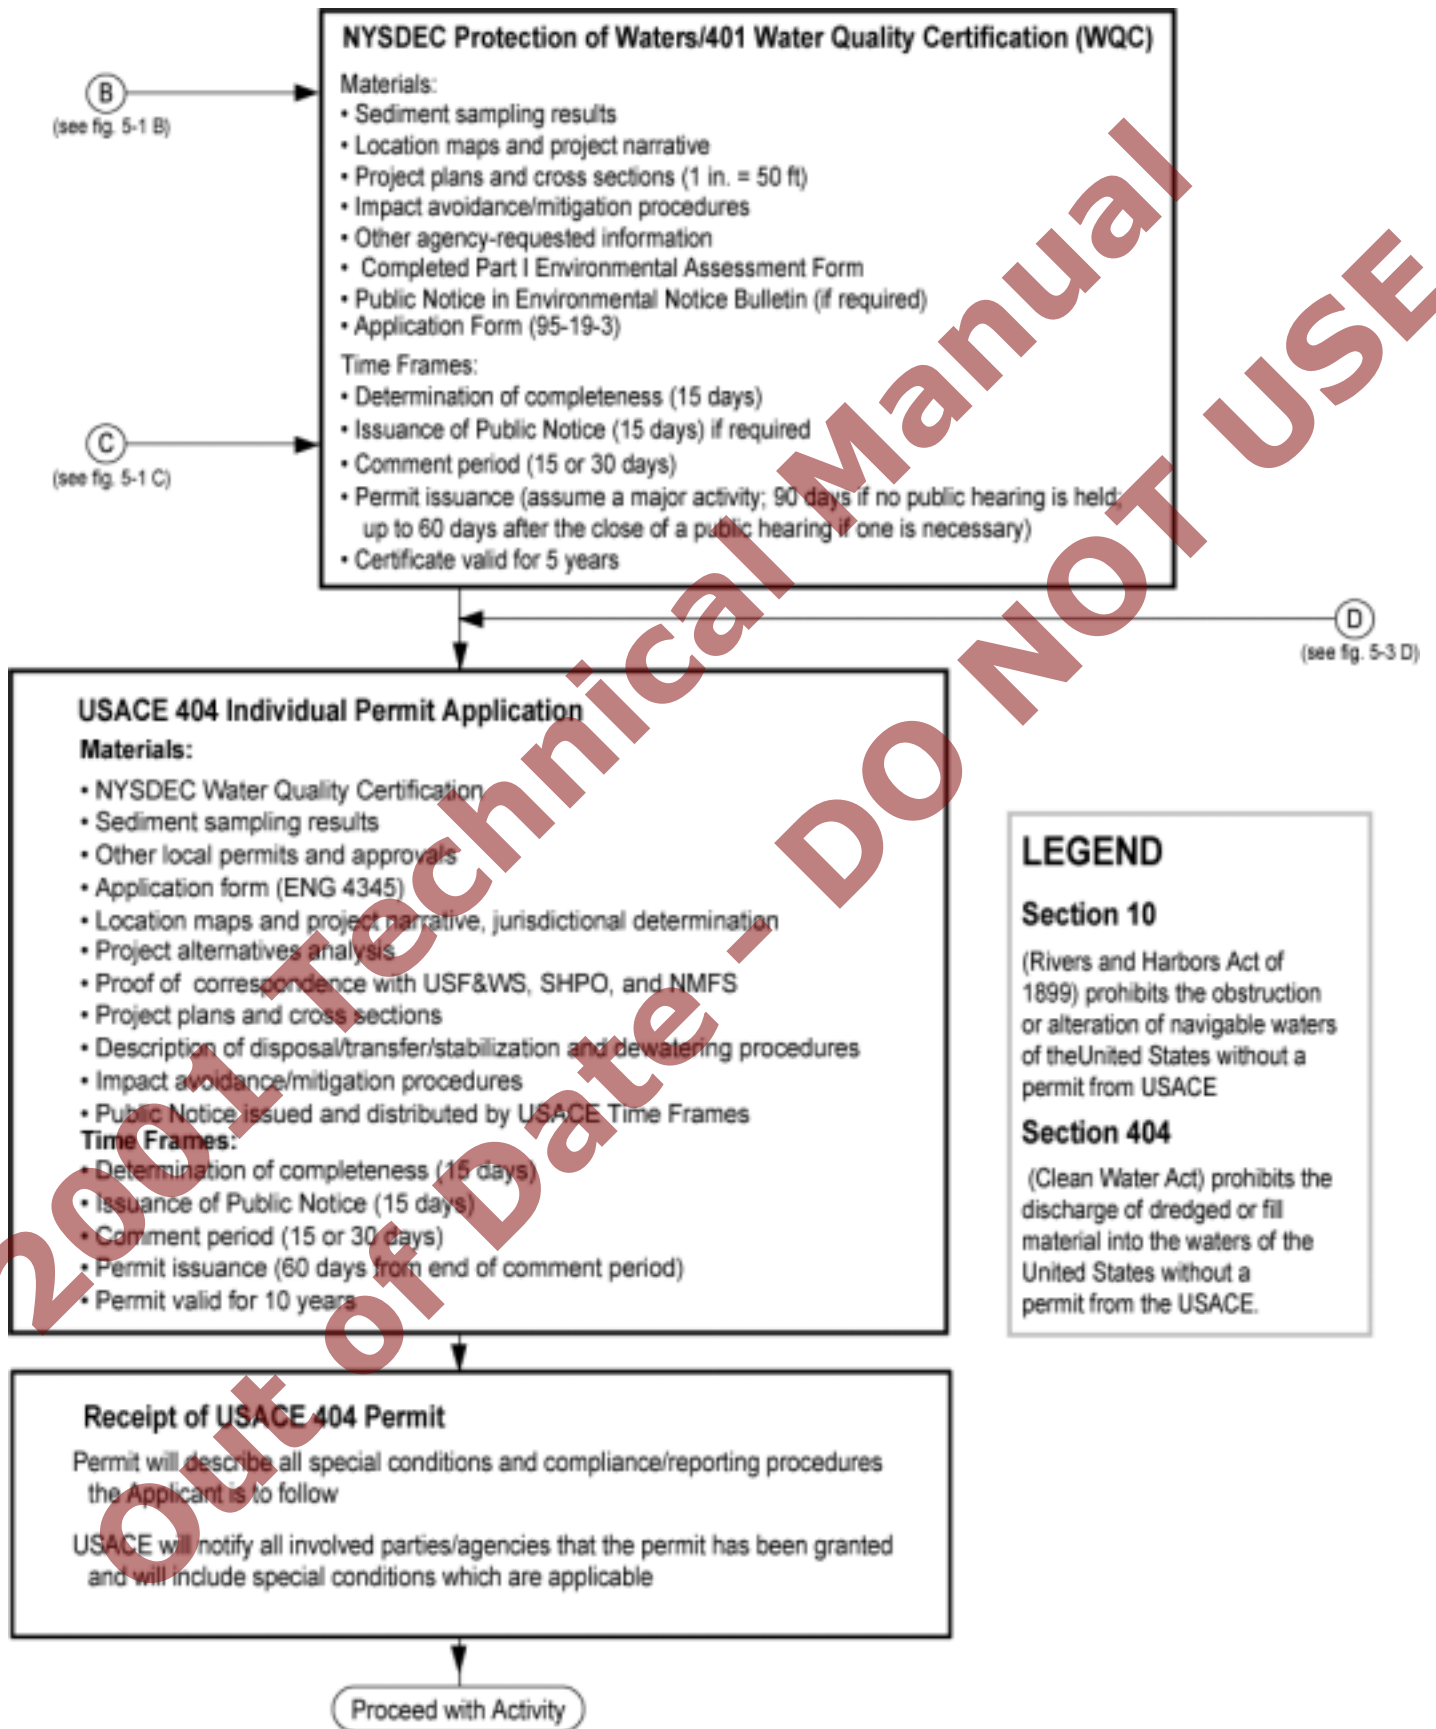 NYSDEC Protection of Waters/401 Water Quality Certification (WQC)
Materials:
• Sediment sampling results
• Location maps and project narrative
• Project plans and cross sections (1 in. = 50 ft)
• Impact avoidance/mitigation procedures
• Other agency-requested information
• Completed Part I Environmental Assessment Form
• Public Notice in Environmental Notice Bulletin (if required)
• Application Form (95-19-3)
Time Frames:
• Determination of completeness (15 days)
• Issuance of Public Notice (15 days) if required
• Comment period (15 or 30 days)
• Permit issuance (assume a major activity; 90 days if no public hearing is held;
up to 60 days after the close of a public hearing if one is necessary)
• Certificate valid for 5 years
B
(see fig. 5-1 B)
C
(see fig. 5-1 C)
D
(see fig. 5-3 D)
USACE 404 Individual Permit Application
Materials:
• NYSDEC Water Quality Certification
• Sediment sampling results
• Other local permits and approvals
• Application form (ENG 4345)
• Location maps and project narrative, jurisdictional determination
• Project alternatives analysis
• Proof of correspondence with USF&WS, SHPO, and NMFS
• Project plans and cross sections
• Description of disposal/transfer/stabilization and dewatering procedures
• Impact avoidance/mitigation procedures
• Public Notice issued and distributed by USACE Time Frames
Time Frames:
• Determination of completeness (15 days)
• Issuance of Public Notice (15 days)
• Comment period (15 or 30 days)
• Permit issuance (60 days from end of comment period)
• Permit valid for 10 years
LEGEND
Section 10
(Rivers and Harbors Act of
1899) prohibits the obstruction
or alteration of navigable waters
of theUnited States without a
permit from USACE
Section 404
(Clean Water Act) prohibits the
discharge of dredged or fill
material into the waters of the
United States without a
permit from the USACE.
Receipt of USACE 404 Permit
Permit will describe all special conditions and compliance/reporting procedures
the Applicant is to follow
USACE will notify all involved parties/agencies that the permit has been granted
and will include special conditions which are applicable
Proceed with Activity
2001 Technical Manual
Out of Date - DO NOT USE